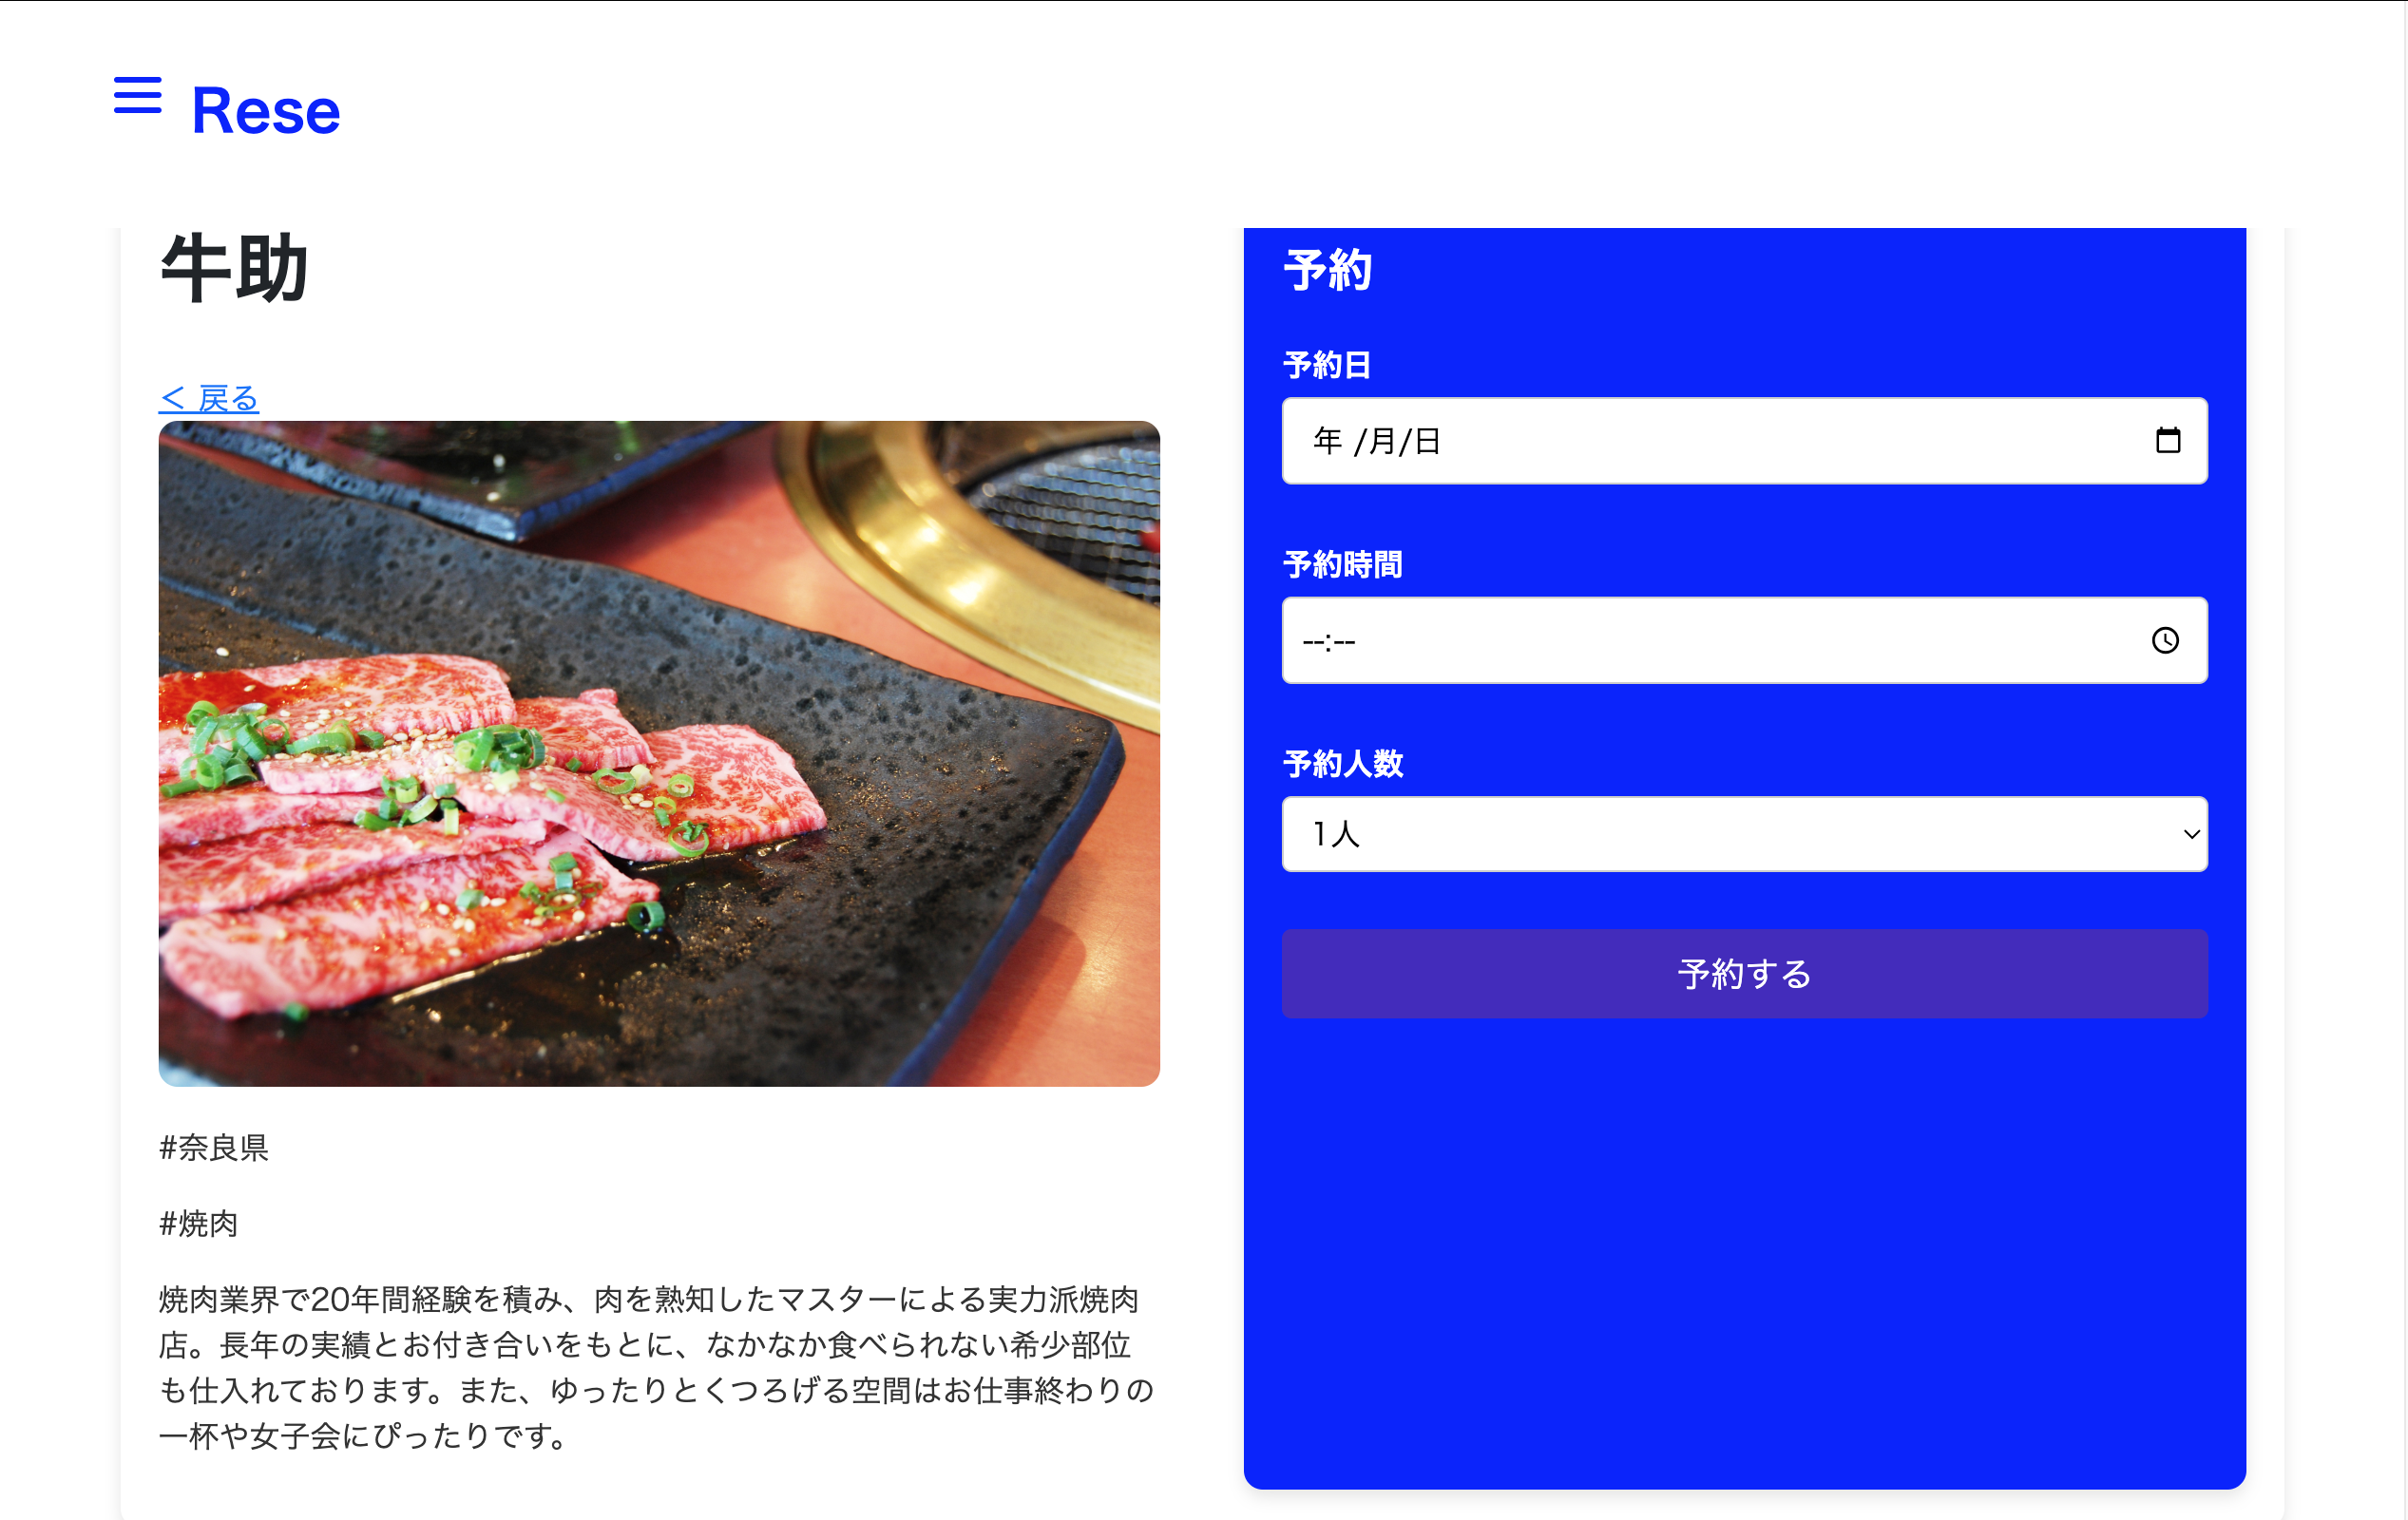 Rese
牛助
< 戻る
#奈良県
#焼肉
焼肉業界で20年間経験を積み、肉を熟知したマスターによる実力派焼肉
店。長年の実績とお付き合いをもとに、なかなか食べられない希少部位
も仕入れております。また、ゆったりとくつろげる空間はお仕事終わりの
一杯や女子会にぴったりです。
予約
予約日
年 /月/日
予約時間
--:--
予約人数
1人
予約する